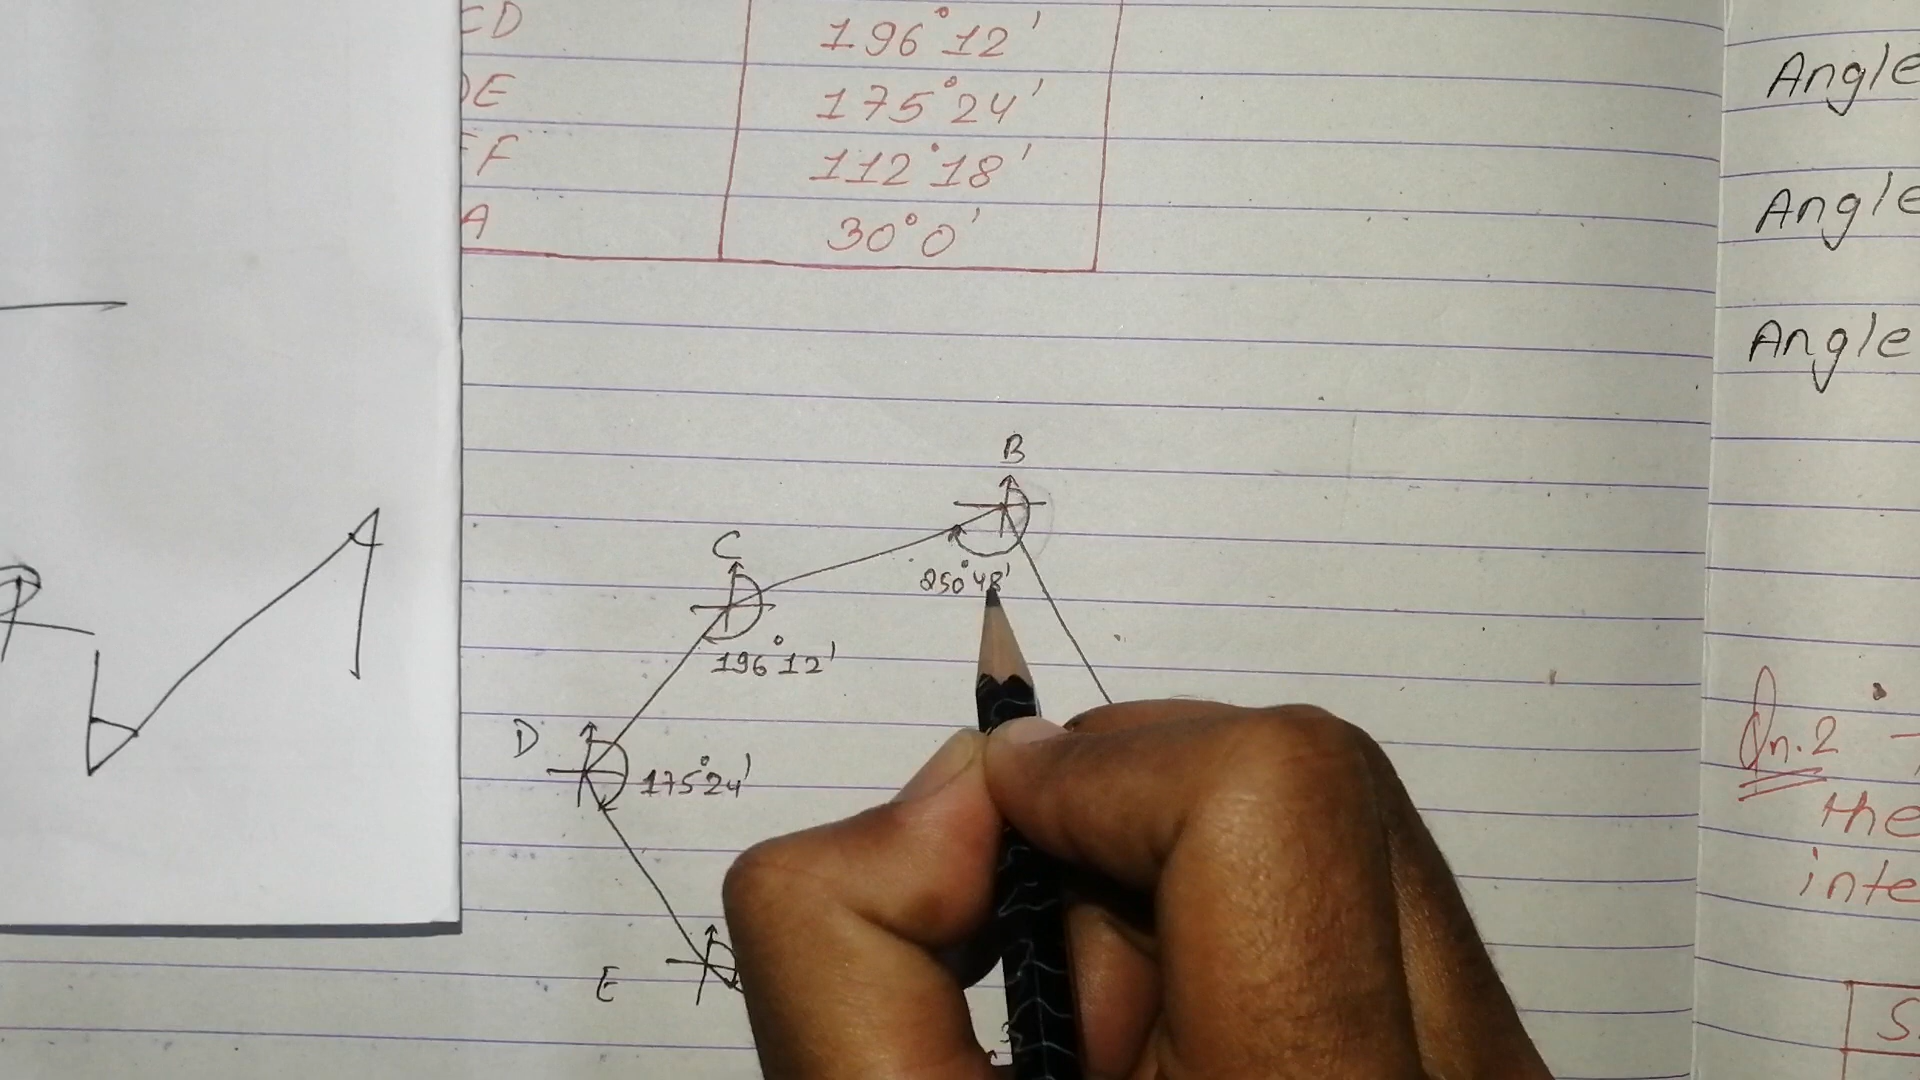 CD 196°12'
DE 175°24'
EF 112°18'
A 30°0'
Angle
Angle
Angle
B
C
250°48'
196°12'
D
175°24'
E
Qn.2
the
inte
S